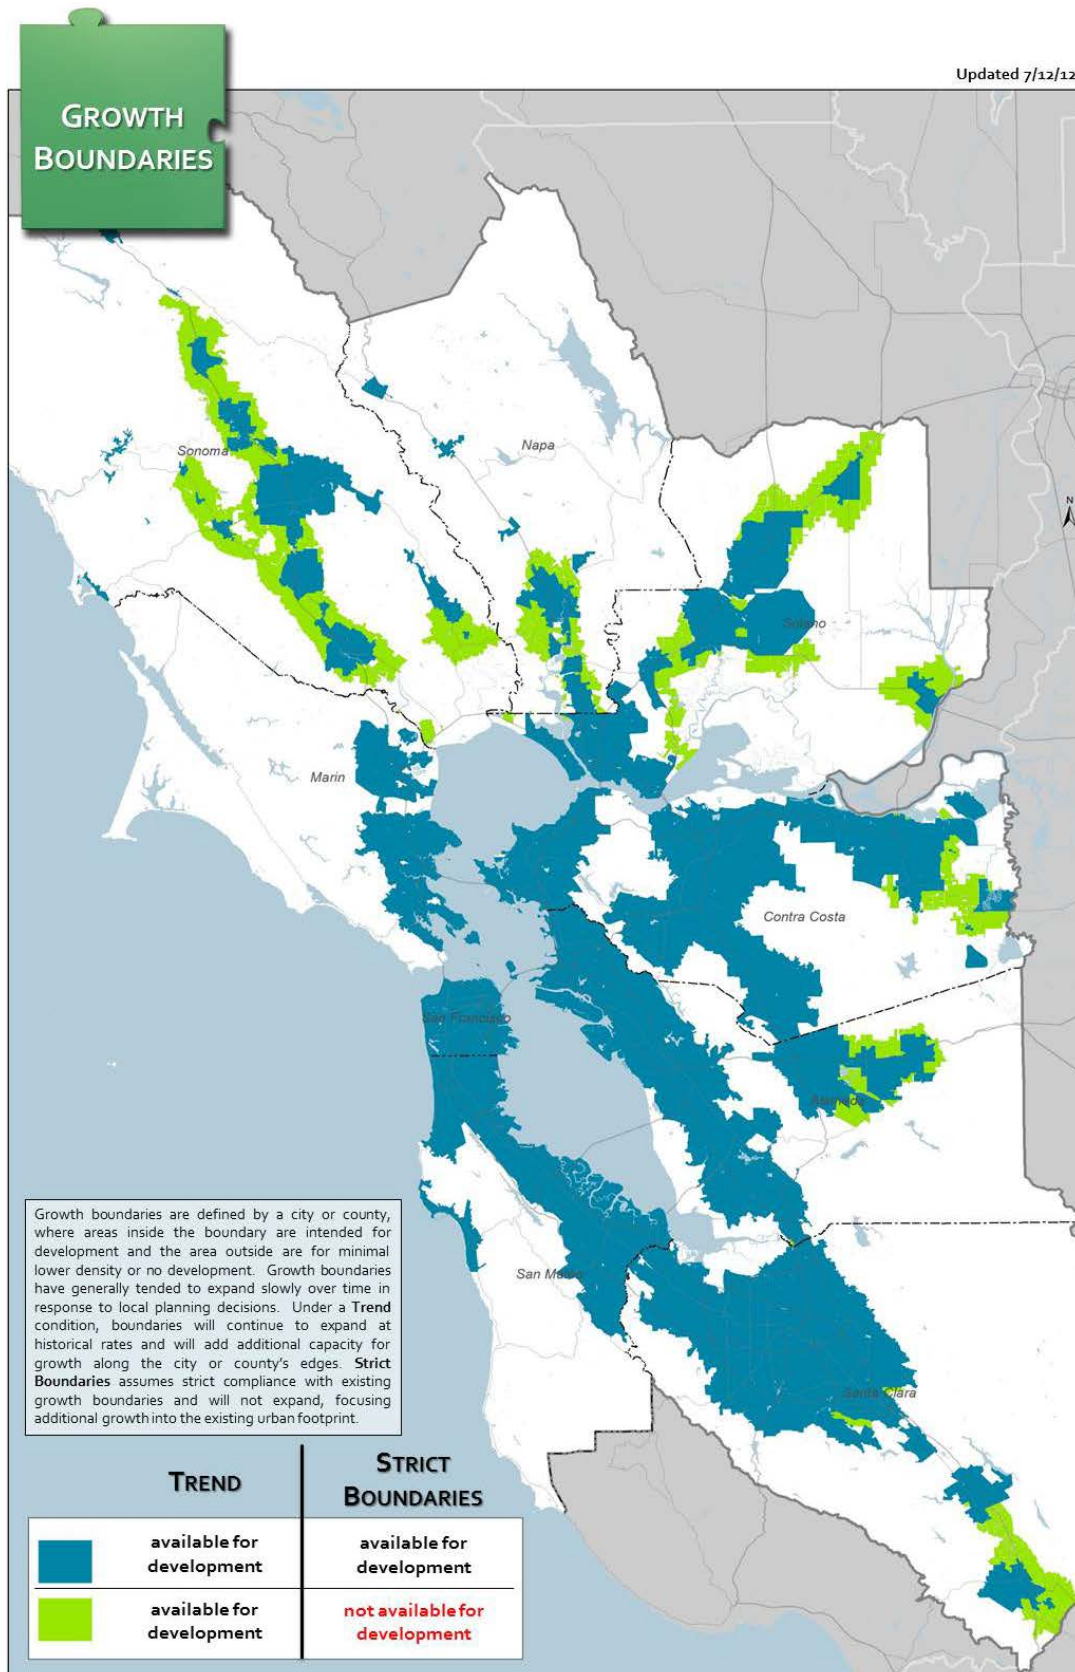 GROWTH
BOUNDARIES
Updated 7/12/12
N
Sonoma
Napa
Solano
Marin
Contra Costa
San Francisco
Alameda
San Mateo
Santa Clara
Growth boundaries are defined by a city or county,
where areas inside the boundary are intended for
development and the area outside are for minimal
lower density or no development. Growth boundaries
have generally tended to expand slowly over time in
response to local planning decisions. Under a Trend
condition, boundaries will continue to expand at
historical rates and will add additional capacity for
growth along the city or county's edges. Strict
Boundaries assumes strict compliance with existing
growth boundaries and will not expand, focusing
additional growth into the existing urban footprint.
TREND
STRICT
BOUNDARIES
available for
development
available for
development
available for
development
not available for
development